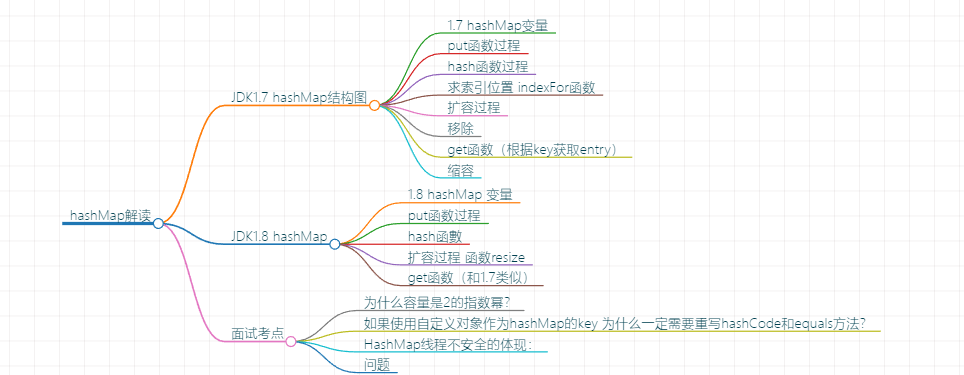 hashMap解读
JDK1.7 hashMap结构图
1.7 hashMap变量
put函数过程
hash函数过程
求索引位置 indexFor函数
扩容过程
移除
get函数（根据key获取entry）
缩容
JDK1.8 hashMap
1.8 hashMap 变量
put函数过程
hash函數
扩容过程 函数resize
get函数（和1.7类似）
面试考点
为什么容量是2的指数幂？
如果使用自定义对象作为hashMap的key 为什么一定需要重写hashCode和equals方法？
HashMap线程不安全的体现：
问题